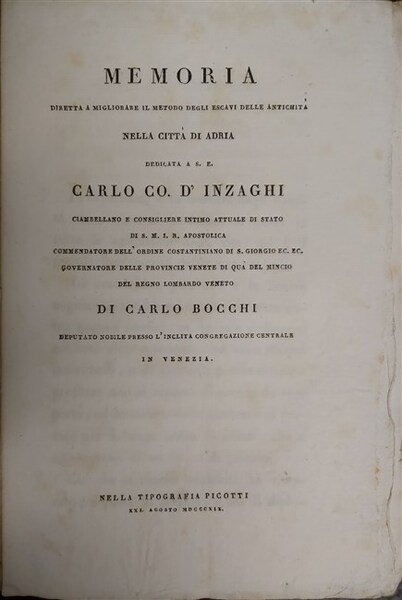 MEMORIA
DIRETTA A MIGLIORARE IL METODO DEGLI ESCAVI DELLE ANTICHITÀ
NELLA CITTÀ DI ADRIA
DEDICATA A S. E.
CARLO CO. D' INZAGHI
CIAMBELLANO E CONSIGLIERE INTIMO ATTUALE DI STATO
DI S. M. I. R. APOSTOLICA
COMMENDATORE DELL' ORDINE COSTANTINIANO DI S. GIORGIO EC. EC.
GOVERNATORE DELLE PROVINCIE VENETE DI QUÀ DEL MINCIO
DEL REGNO LOMBARDO VENETO
DI CARLO BOCCHI
DEPUTATO NOBILE PRESSO L'INCLITA CONGREGAZIONE CENTRALE
IN VENEZIA.
NELLA TIPOGRAFIA PICOTTI
XXI. AGOSTO MDCCCXIX.